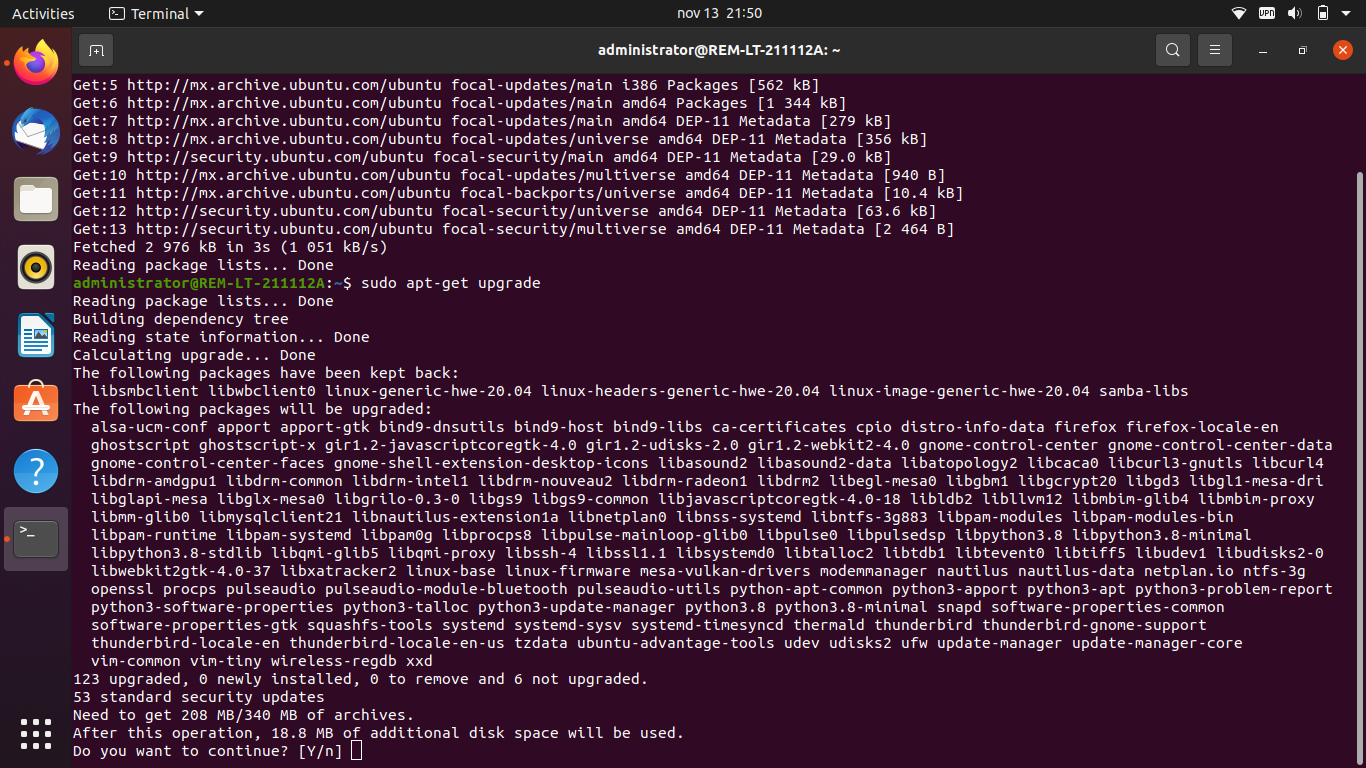 Activities
Terminal
nov 13 21:50
VPN
administrator@REM-LT-211112A: ~
Get:5 http://mx.archive.ubuntu.com/ubuntu focal-updates/main i386 Packages [562 kB]
Get:6 http://mx.archive.ubuntu.com/ubuntu focal-updates/main amd64 Packages [1 344 kB]
Get:7 http://mx.archive.ubuntu.com/ubuntu focal-updates/main amd64 DEP-11 Metadata [279 kB]
Get:8 http://mx.archive.ubuntu.com/ubuntu focal-updates/universe amd64 DEP-11 Metadata [356 kB]
Get:9 http://security.ubuntu.com/ubuntu focal-security/main amd64 DEP-11 Metadata [29.0 kB]
Get:10 http://mx.archive.ubuntu.com/ubuntu focal-updates/multiverse amd64 DEP-11 Metadata [940 B]
Get:11 http://mx.archive.ubuntu.com/ubuntu focal-backports/universe amd64 DEP-11 Metadata [10.4 kB]
Get:12 http://security.ubuntu.com/ubuntu focal-security/universe amd64 DEP-11 Metadata [63.6 kB]
Get:13 http://security.ubuntu.com/ubuntu focal-security/multiverse amd64 DEP-11 Metadata [2 464 B]
Fetched 2 976 kB in 3s (1 051 kB/s)
Reading package lists... Done
administrator@REM-LT-211112A:~$ sudo apt-get upgrade
Reading package lists... Done
Building dependency tree
Reading state information... Done
Calculating upgrade... Done
The following packages have been kept back:
libsmbclient libwbclient0 linux-generic-hwe-20.04 linux-headers-generic-hwe-20.04 linux-image-generic-hwe-20.04 samba-libs
The following packages will be upgraded:
alsa-ucm-conf apport apport-gtk bind9-dnsutils bind9-host bind9-libs ca-certificates cpio distro-info-data firefox firefox-locale-en
ghostscript ghostscript-x gir1.2-javascriptcoregtk-4.0 gir1.2-udisks-2.0 gir1.2-webkit2-4.0 gnome-control-center gnome-control-center-data
gnome-control-center-faces gnome-shell-extension-desktop-icons libasound2 libasound2-data libatopology2 libcaca0 libcurl3-gnutls libcurl4
libdrm-amdgpu1 libdrm-common libdrm-intel1 libdrm-nouveau2 libdrm-radeon1 libdrm2 libegl-mesa0 libgbm1 libgcrypt20 libgd3 libgl1-mesa-dri
libglapi-mesa libglx-mesa0 libgrilo-0.3-0 libgs9 libgs9-common libjavascriptcoregtk-4.0-18 libldb2 libllvm12 libmbim-glib4 libmbim-proxy
libmm-glib0 libmysqlclient21 libnautilus-extension1a libnetplan0 libnss-systemd libntfs-3g883 libpam-modules libpam-modules-bin
libpam-runtime libpam-systemd libpam0g libprocps8 libpulse-mainloop-glib0 libpulse0 libpulsedsp libpython3.8 libpython3.8-minimal
libpython3.8-stdlib libqmi-glib5 libqmi-proxy libssh-4 libssl1.1 libsystemd0 libtalloc2 libtdb1 libtevent0 libtiff5 libudev1 libudisks2-0
libwebkit2gtk-4.0-37 libxatracker2 linux-base linux-firmware mesa-vulkan-drivers modemmanager nautilus nautilus-data netplan.io ntfs-3g
openssl procps pulseaudio pulseaudio-module-bluetooth pulseaudio-utils python-apt-common python3-apport python3-apt python3-problem-report
python3-software-properties python3-talloc python3-update-manager python3.8 python3.8-minimal snapd software-properties-common
software-properties-gtk squashfs-tools systemd systemd-sysv systemd-timesyncd thermald thunderbird thunderbird-gnome-support
thunderbird-locale-en thunderbird-locale-en-us tzdata ubuntu-advantage-tools udev udisks2 ufw update-manager update-manager-core
vim-common vim-tiny wireless-regdb xxd
123 upgraded, 0 newly installed, 0 to remove and 6 not upgraded.
53 standard security updates
Need to get 208 MB/340 MB of archives.
After this operation, 18.8 MB of additional disk space will be used.
Do you want to continue? [Y/n]